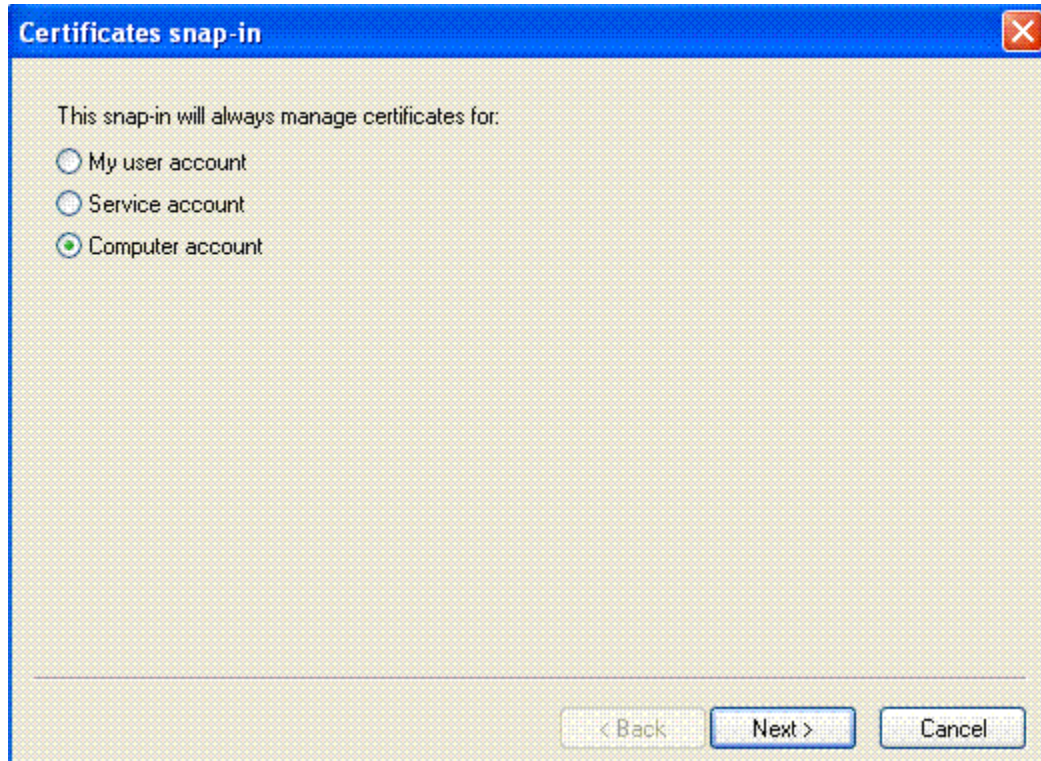 Certificates snap-in
This snap-in will always manage certificates for:
My user account
Service account
Computer account
< Back Next > Cancel